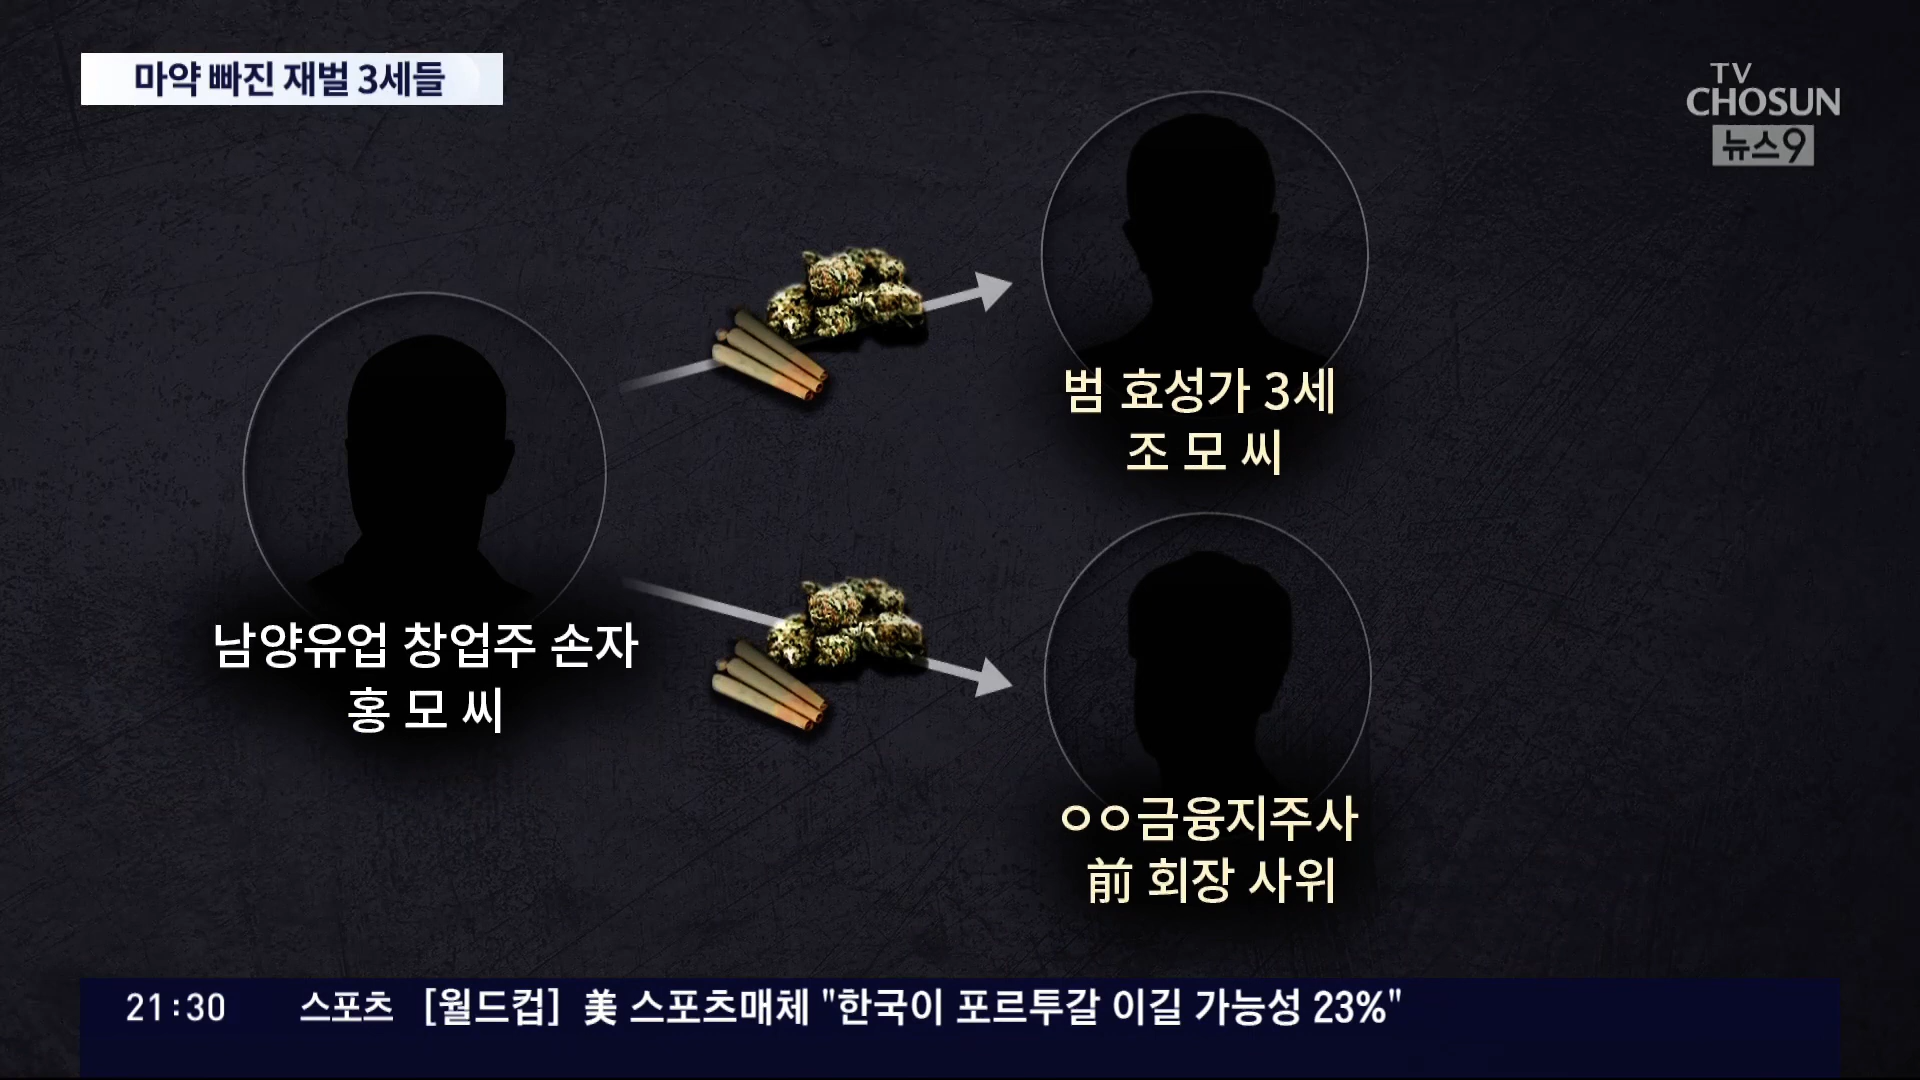 마약 빠진 재벌 3세들
TV
CHOSUN
뉴스9
범 효성가 3세
조 모 씨
남양유업 창업주 손자
홍 모 씨
ㅇㅇ금융지주사
前 회장 사위
21:30 스포츠 [월드컵] 美 스포츠매체 "한국이 포르투갈 이길 가능성 23%"